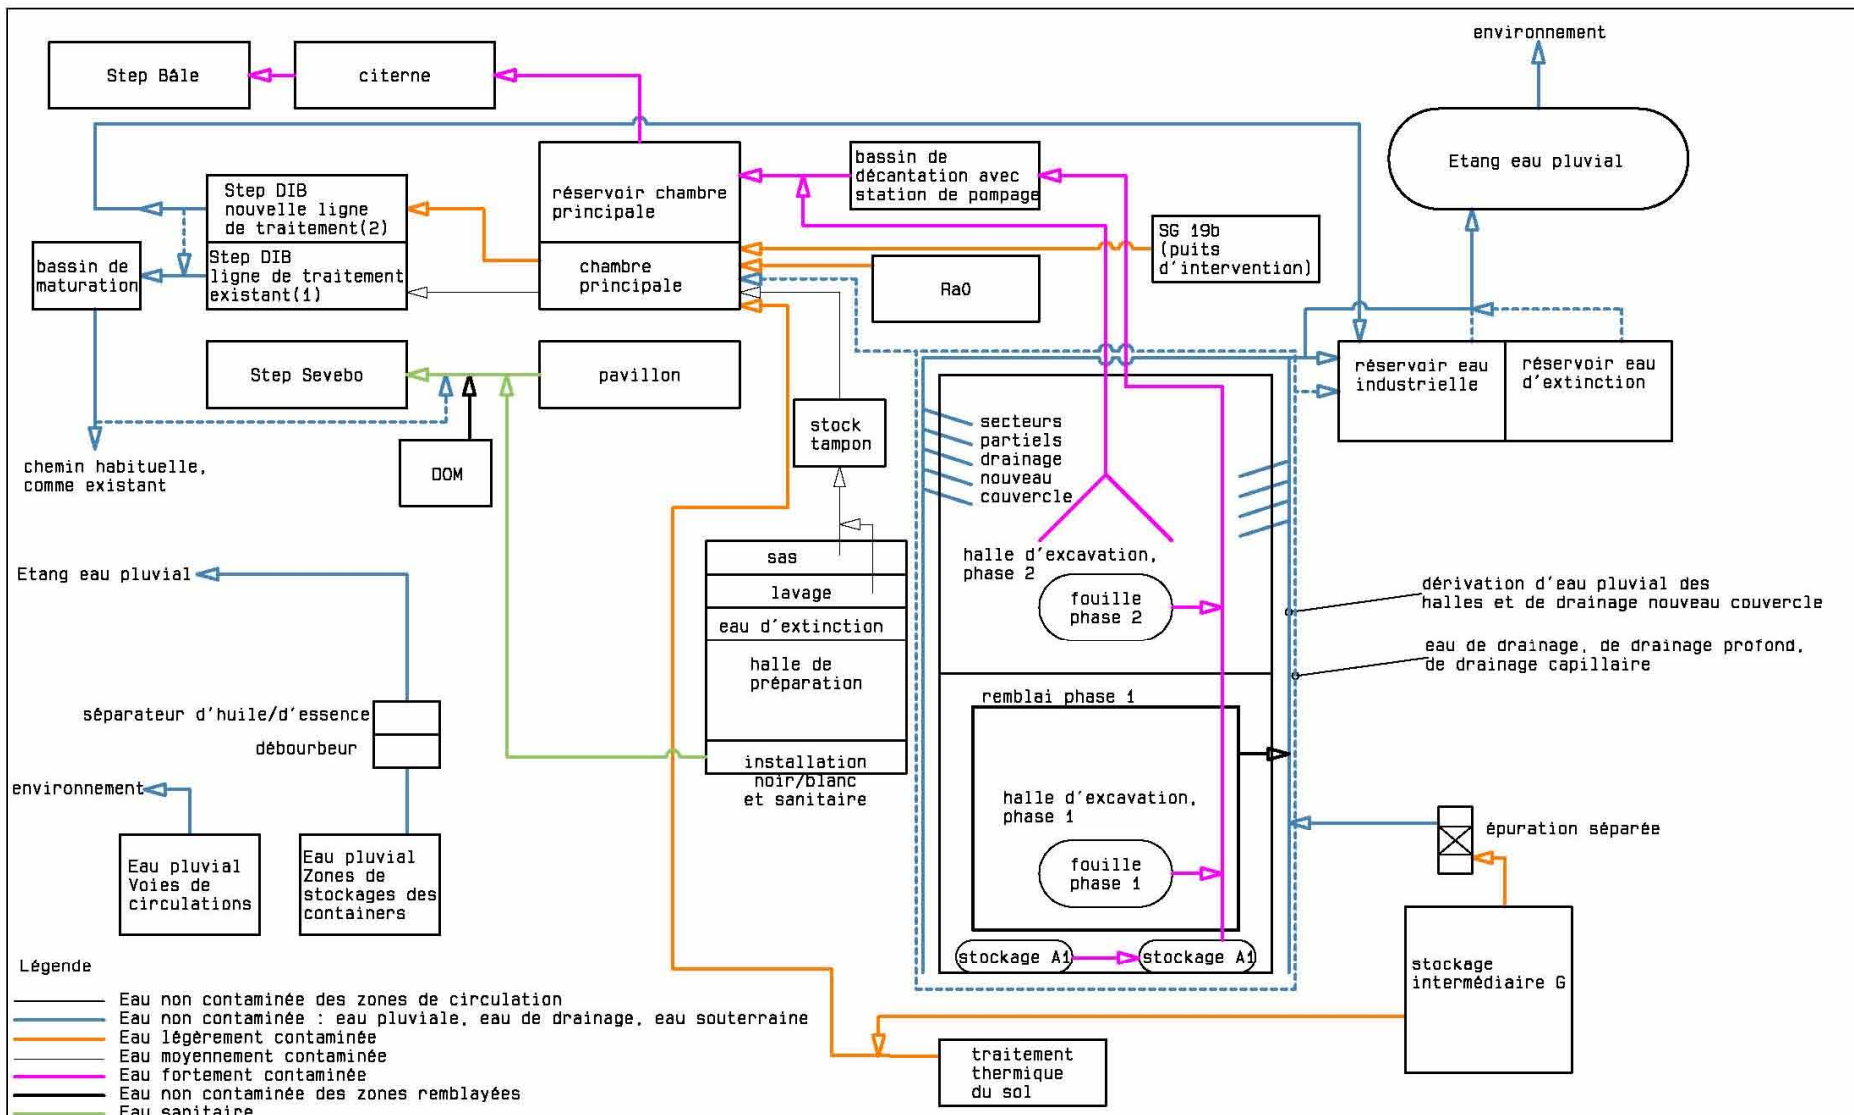 environnement
Step Bâle
citerne
Etang eau pluvial
Step DIB
nouvelle ligne
de traitement(2)
réservoir chambre
principale
bassin de
décantation avec
station de pompage
SG 19b
(puits
d'intervention)
bassin de
maturation
Step DIB
ligne de traitement
existant(1)
chambre
principale
RaO
Step Sevebo
pavillon
réservoir eau
industrielle
réservoir eau
d'extinction
stock
tampon
secteurs
partiels
drainage
nouveau
couvercle
chemin habituelle,
comme existant
DOM
sas
lavage
eau d'extinction
halle de
préparation
installation
noir/blanc
et sanitaire
halle d'excavation,
phase 2
fouille
phase 2
dérivation d'eau pluvial des
halles et de drainage nouveau couvercle
eau de drainage, de drainage profond,
de drainage capillaire
Etang eau pluvial
séparateur d'huile/d'essence
débourbeur
environnement
Eau pluvial
Voies de
circulations
Eau pluvial
Zones de
stockages des
containers
remblai phase 1
halle d'excavation,
phase 1
fouille
phase 1
stockage A1
stockage A1
épuration séparée
stockage
intermédiaire G
traitement
thermique
du sol
Légende
Eau non contaminée des zones de circulation
Eau non contaminée : eau pluviale, eau de drainage, eau souterraine
Eau légèrement contaminée
Eau moyennement contaminée
Eau fortement contaminée
Eau non contaminée des zones remblayées
Eau sanitaire